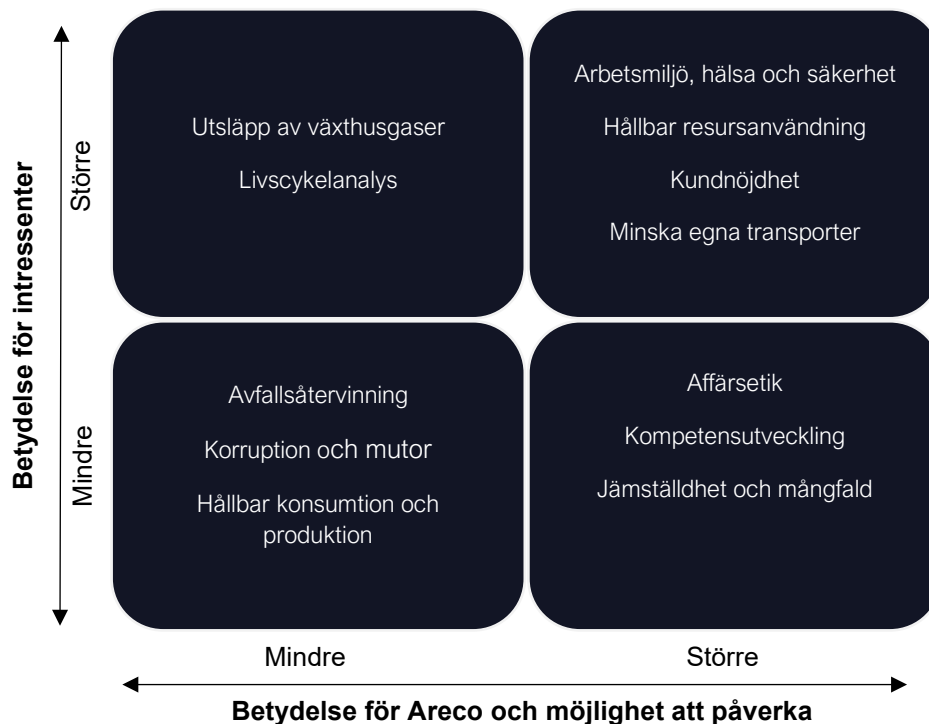 Betydelse för intressenter
Större
Mindre
Utsläpp av växthusgaser
Livscykelanalys
Arbetsmiljö, hälsa och säkerhet
Hållbar resursanvändning
Kundnöjdhet
Minska egna transporter
Avfallsåtervinning
Korruption och mutor
Hållbar konsumtion och
produktion
Affärsetik
Kompetensutveckling
Jämställdhet och mångfald
Mindre
Större
Betydelse för Areco och möjlighet att påverka